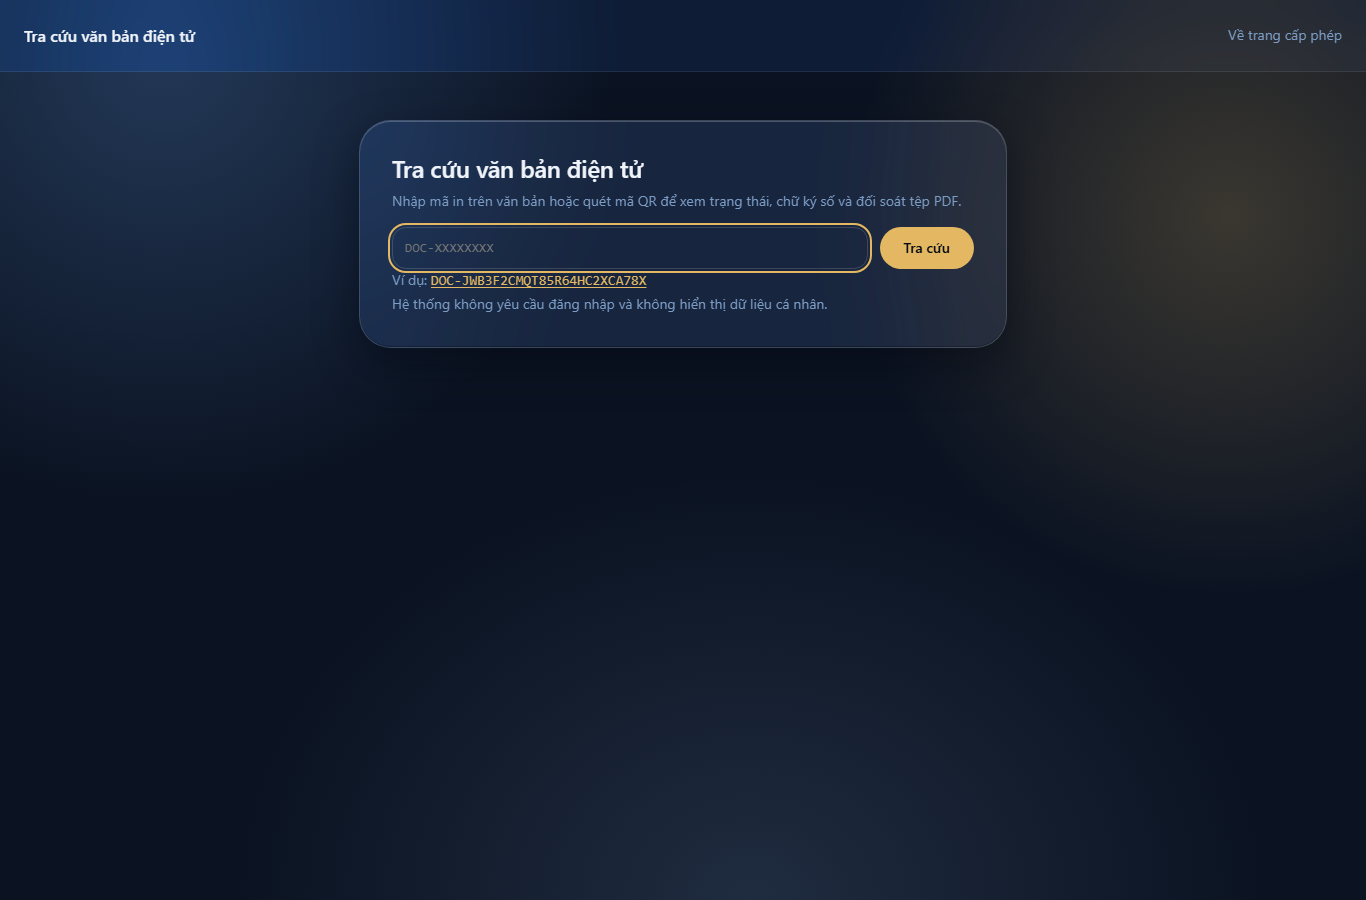 Tra cứu văn bản điện tử
Về trang cấp phép
Tra cứu văn bản điện tử
Nhập mã in trên văn bản hoặc quét mã QR để xem trạng thái, chữ ký số và đối soát tệp PDF.
DOC-XXXXXXXX
Tra cứu
Ví dụ: DOC-JWB3F2CMQT85R64HC2XCA78X
Hệ thống không yêu cầu đăng nhập và không hiển thị dữ liệu cá nhân.